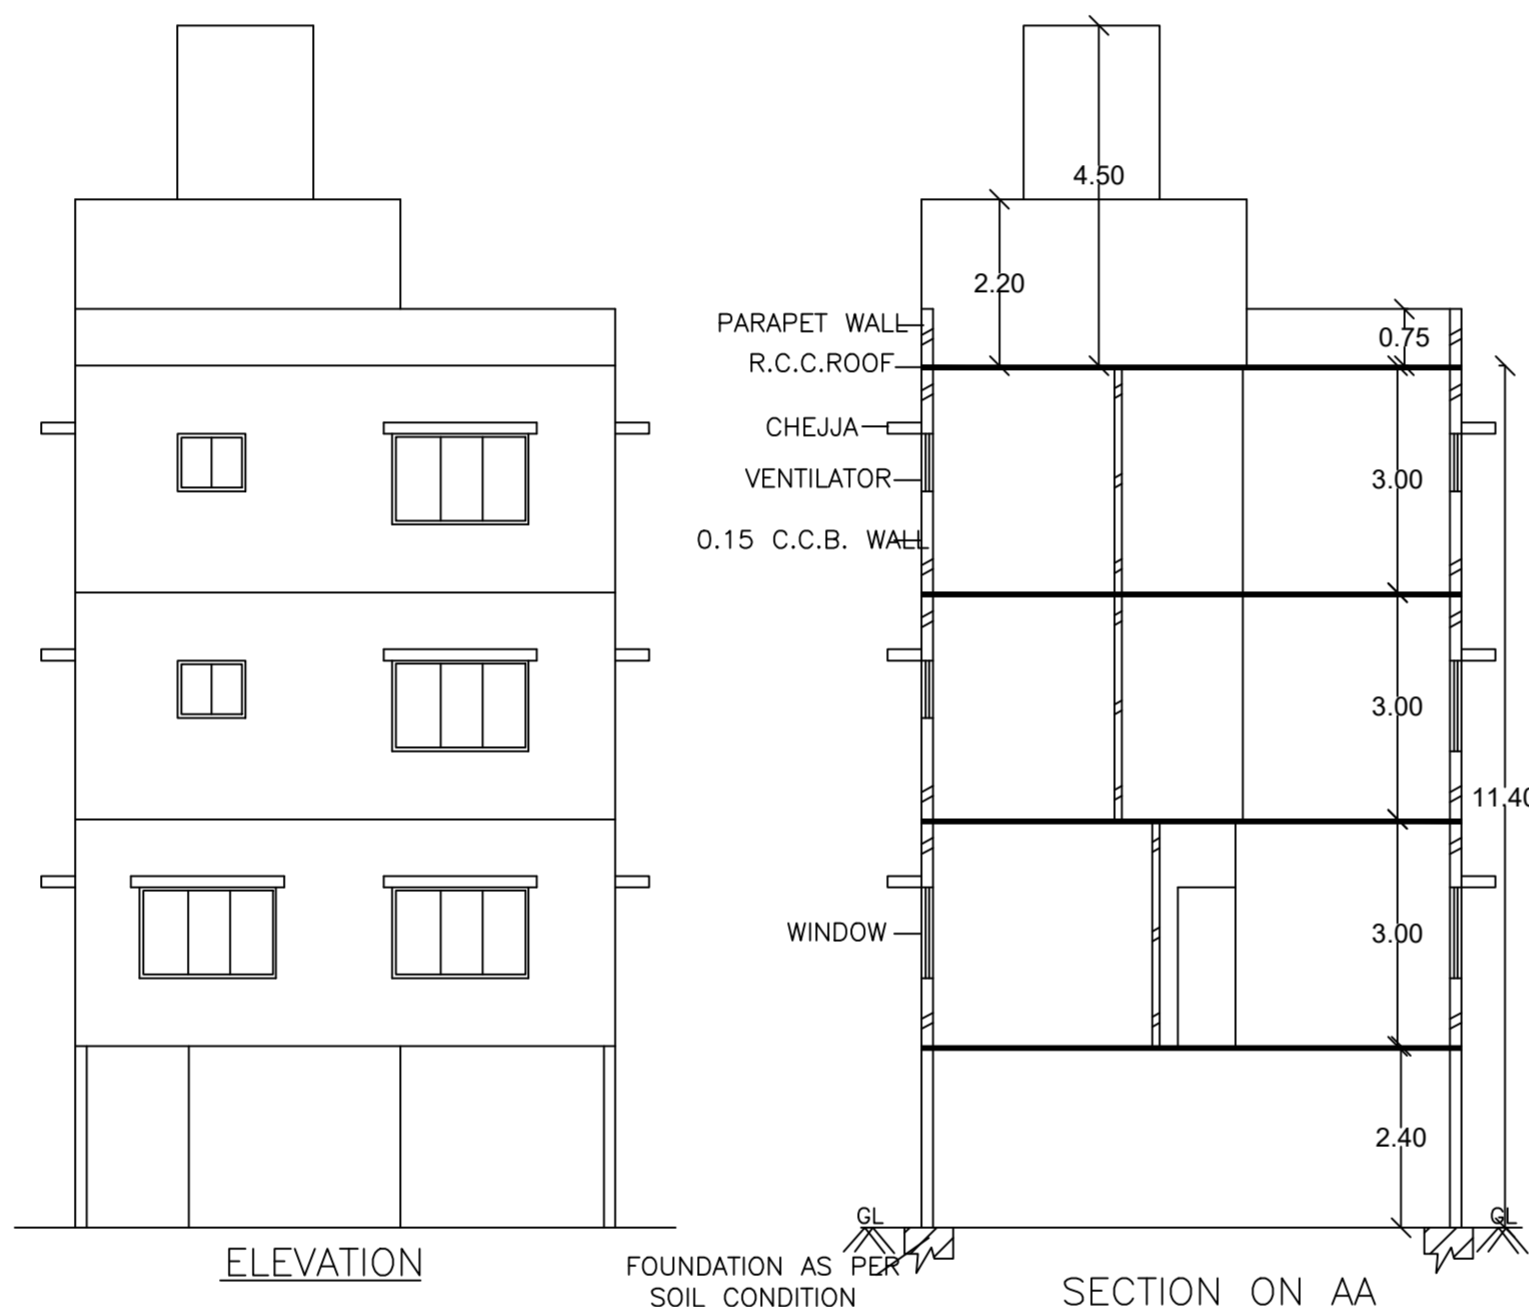 4.50
2.20
PARAPET WALL
0.75
R.C.C.ROOF
CHEJJA
VENTILATOR
3.00
0.15 C.C.B. WALL
3.00
11.40
WINDOW
3.00
2.40
GL
GL
ELEVATION
FOUNDATION AS PER
SOIL CONDITION
SECTION ON AA